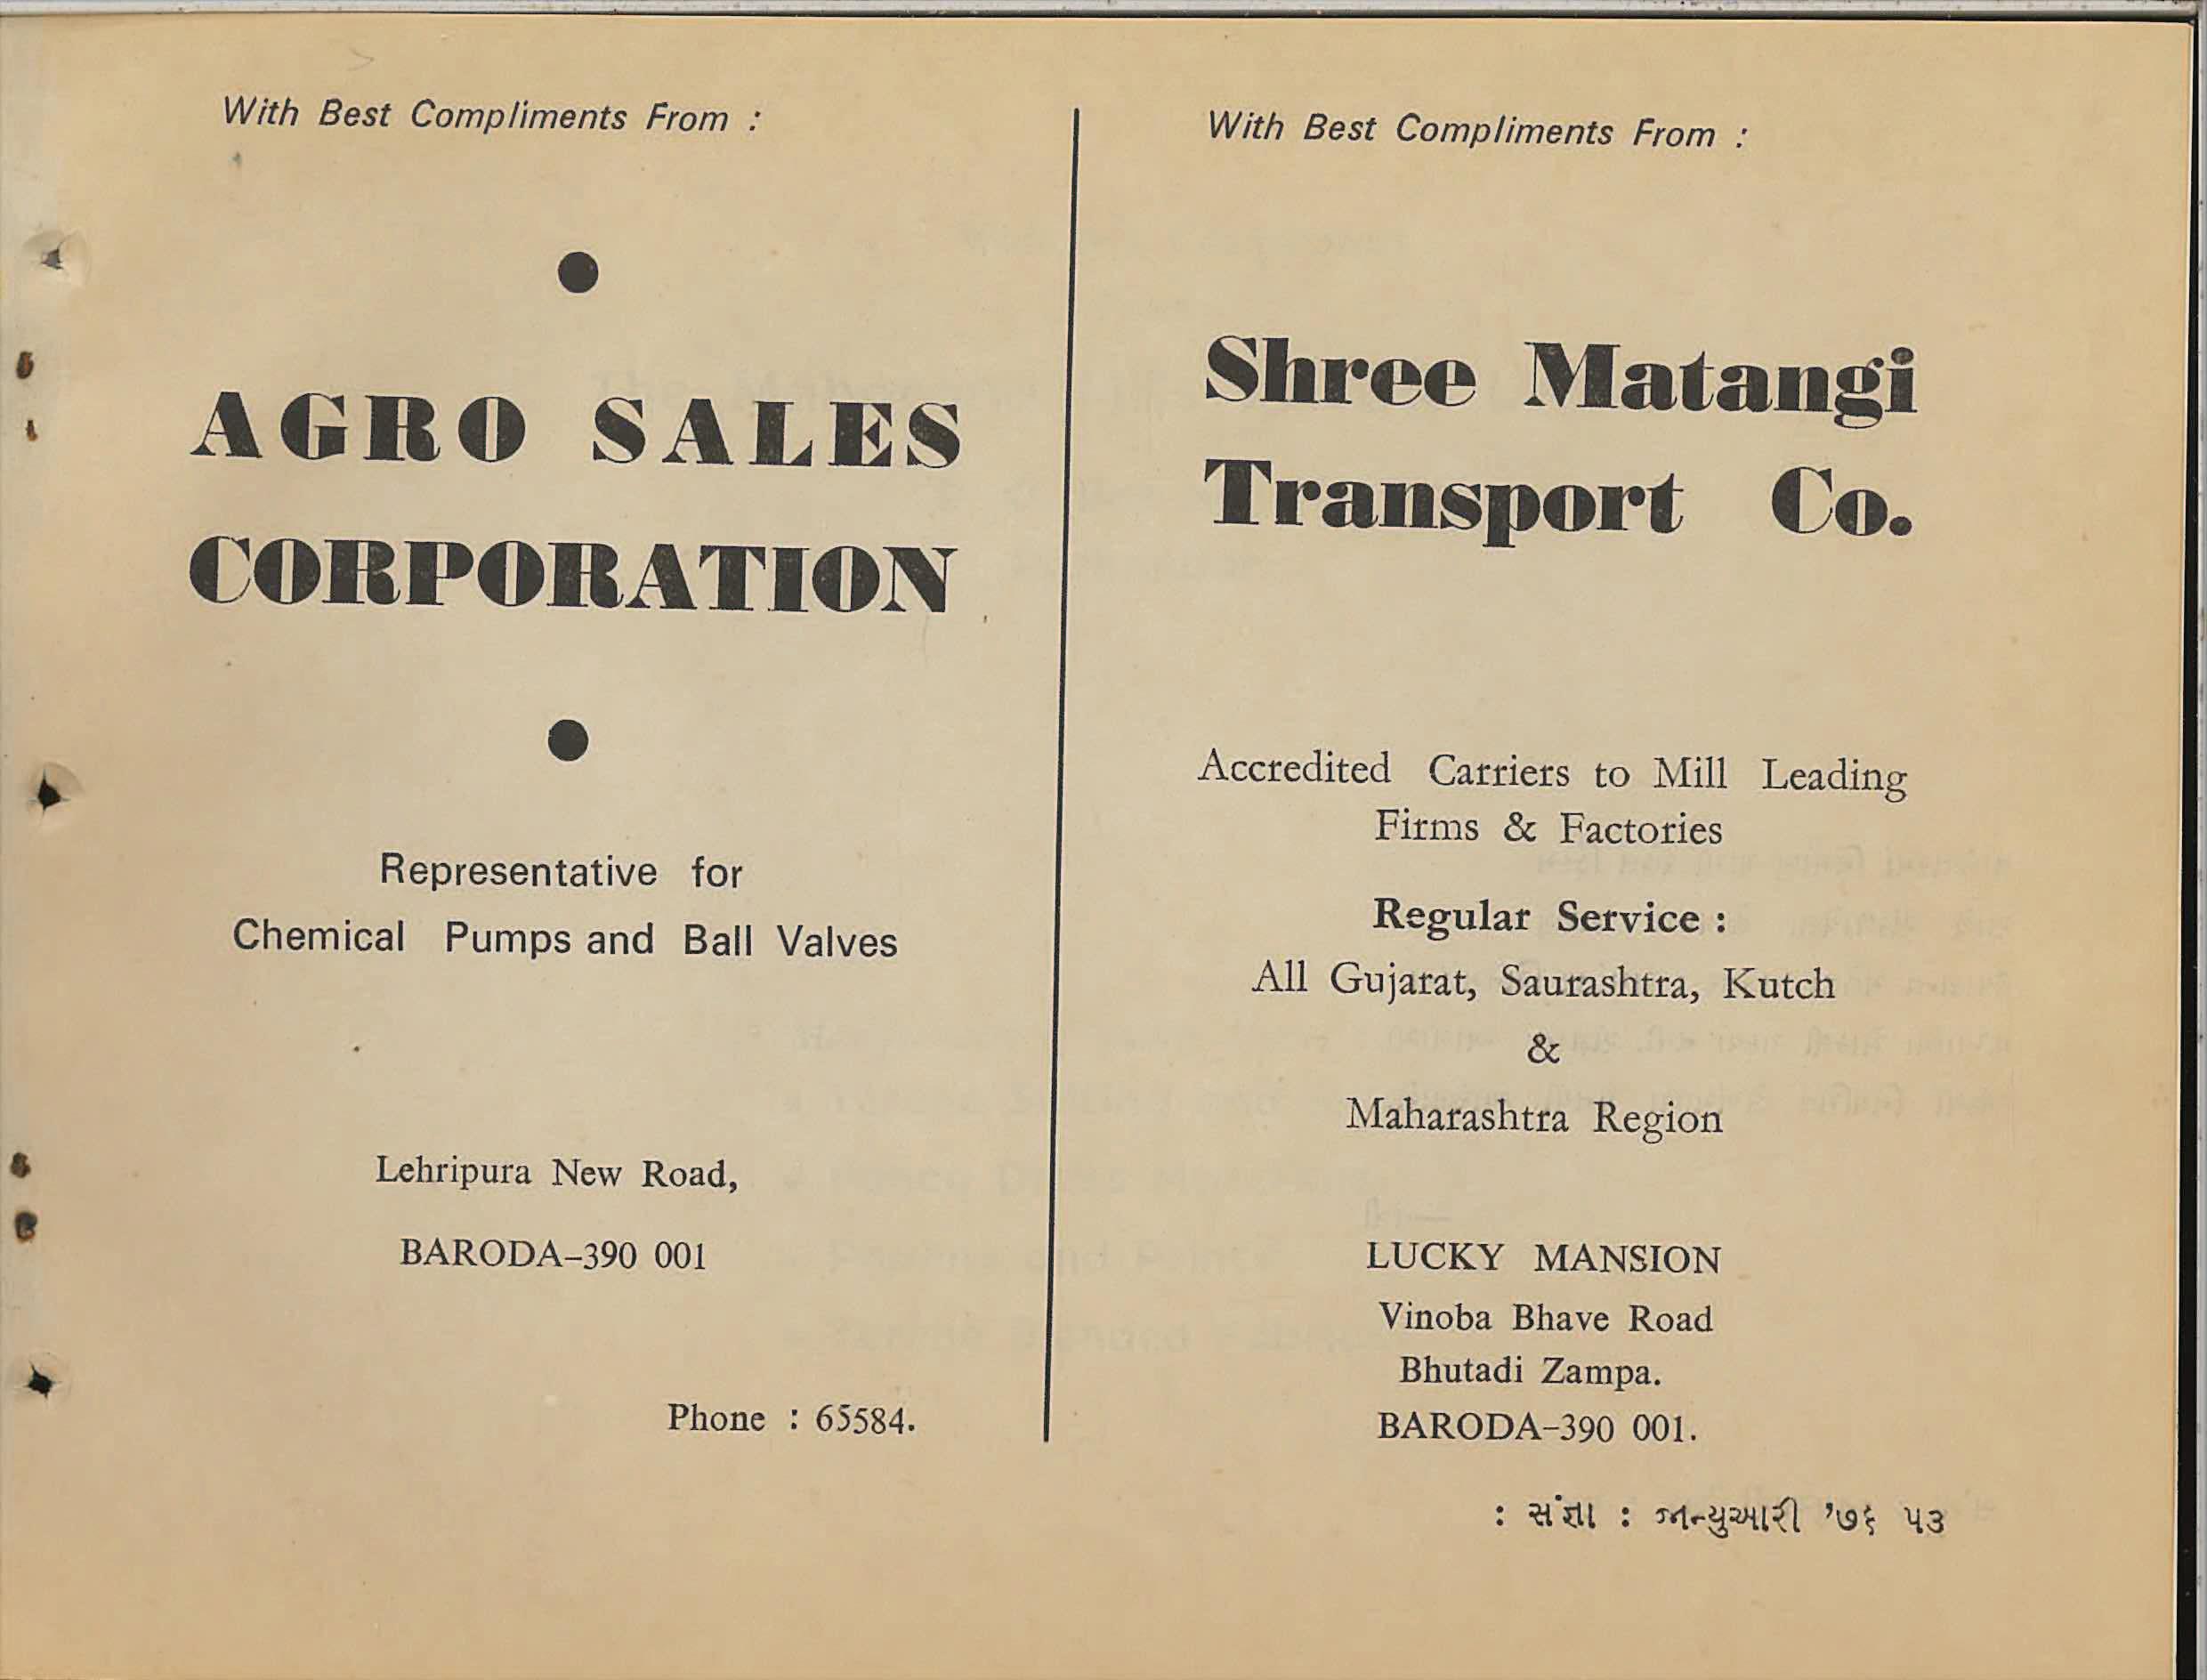 With Best Compliments From :
●
AGRO SALES
CORPORATION
●
Representative for
Chemical Pumps and Ball Valves
Lehripura New Road,
BARODA–390 001
Phone : 65584.
With Best Compliments From :
Shree Matangi
Transport Co.
Accredited Carriers to Mill Leading
Firms & Factories
Regular Service :
All Gujarat, Saurashtra, Kutch
&
Maharashtra Region
LUCKY MANSION
Vinoba Bhave Road
Bhutadi Zampa.
BARODA–390 001.
: સંજ્ઞા : જાન્યુઆરી ’૭૬ ૫૩